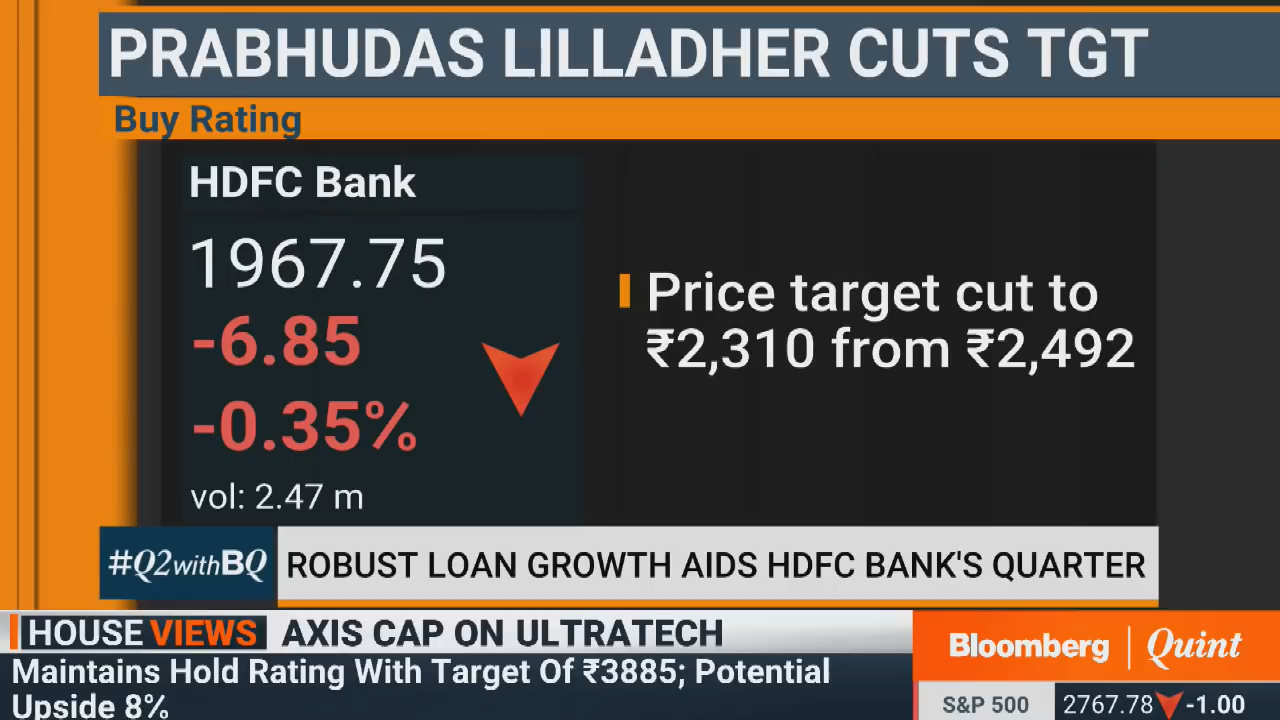 PRABHUDAS LILLADHER CUTS TGT
Buy Rating
HDFC Bank
1967.75
-6.85
-0.35%
vol: 2.47 m
Price target cut to
₹2,310 from ₹2,492
#Q2withBQ ROBUST LOAN GROWTH AIDS HDFC BANK'S QUARTER
HOUSE VIEWS AXIS CAP ON ULTRATECH
Maintains Hold Rating With Target Of ₹3885; Potential
Upside 8%
Bloomberg | Quint
S&P 500 2767.78 -1.00